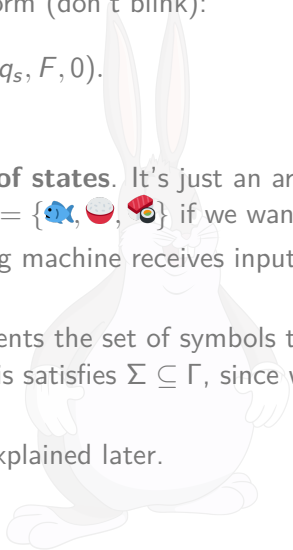 orm (don't blink):
q_s, F, 0).
of states. It's just an ar
= {🐟, 🍚, 🍣} if we wan
g machine receives input
ents the set of symbols t
is satisfies Σ ⊆ Γ, since
xplained later.